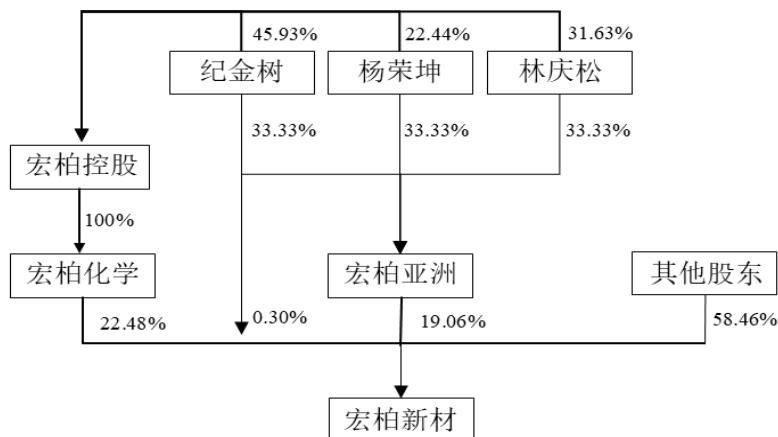 45.93% 22.44% 31.63%
纪金树 杨荣坤 林庆松
33.33% 33.33% 33.33%
宏柏控股
100%
宏柏化学 宏柏亚洲 其他股东
22.48% 0.30% 19.06% 58.46%
宏柏新材